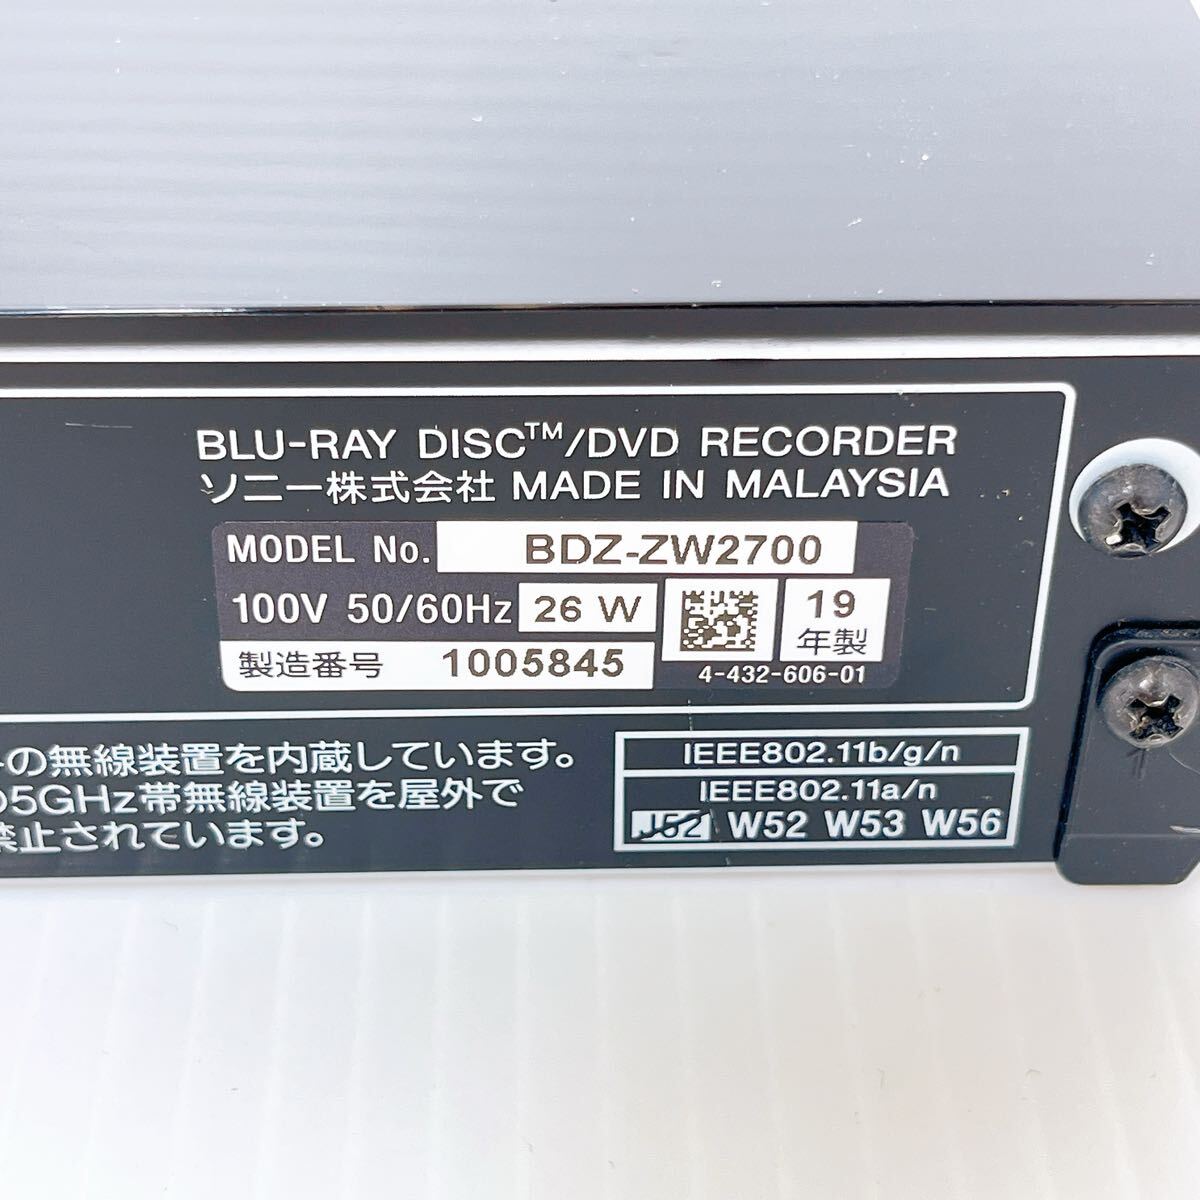 BLU-RAY DISC™/DVD RECORDER
ソニー株式会社 MADE IN MALAYSIA
MODEL No. BDZ-ZW2700
100V 50/60Hz 26 W
19
年製
製造番号 1005845
4-432-606-01
の無線装置を内蔵しています。
5GHz帯無線装置を屋外で
禁止されています。
IEEE802.11b/g/n
IEEE802.11a/n
J52 W52 W53 W56